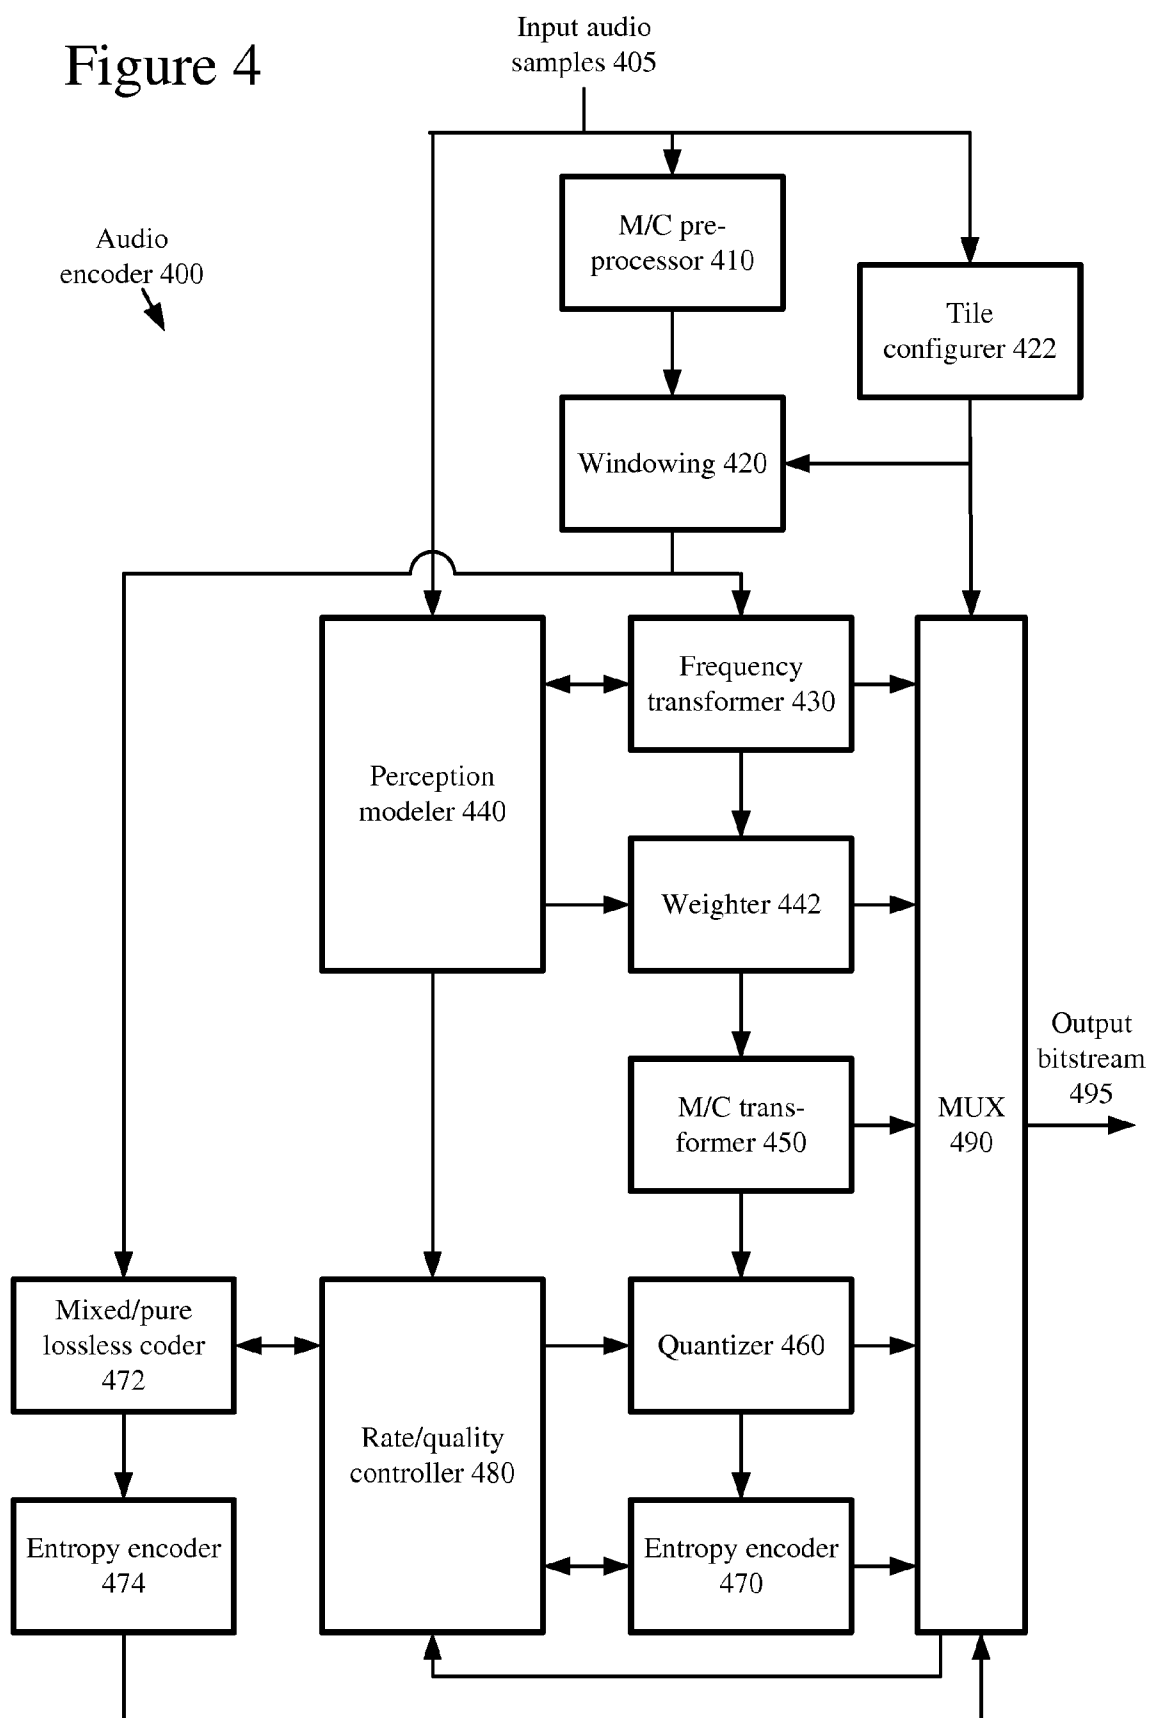 Figure 4
Input audio
samples 405
Audio
encoder 400
M/C pre-
processor 410
Tile
configurer 422
Windowing 420
Perception
modeler 440
Frequency
transformer 430
Weighter 442
M/C trans-
former 450
MUX
490
Output
bitstream
495
Mixed/pure
lossless coder
472
Rate/quality
controller 480
Quantizer 460
Entropy encoder
474
Entropy encoder
470